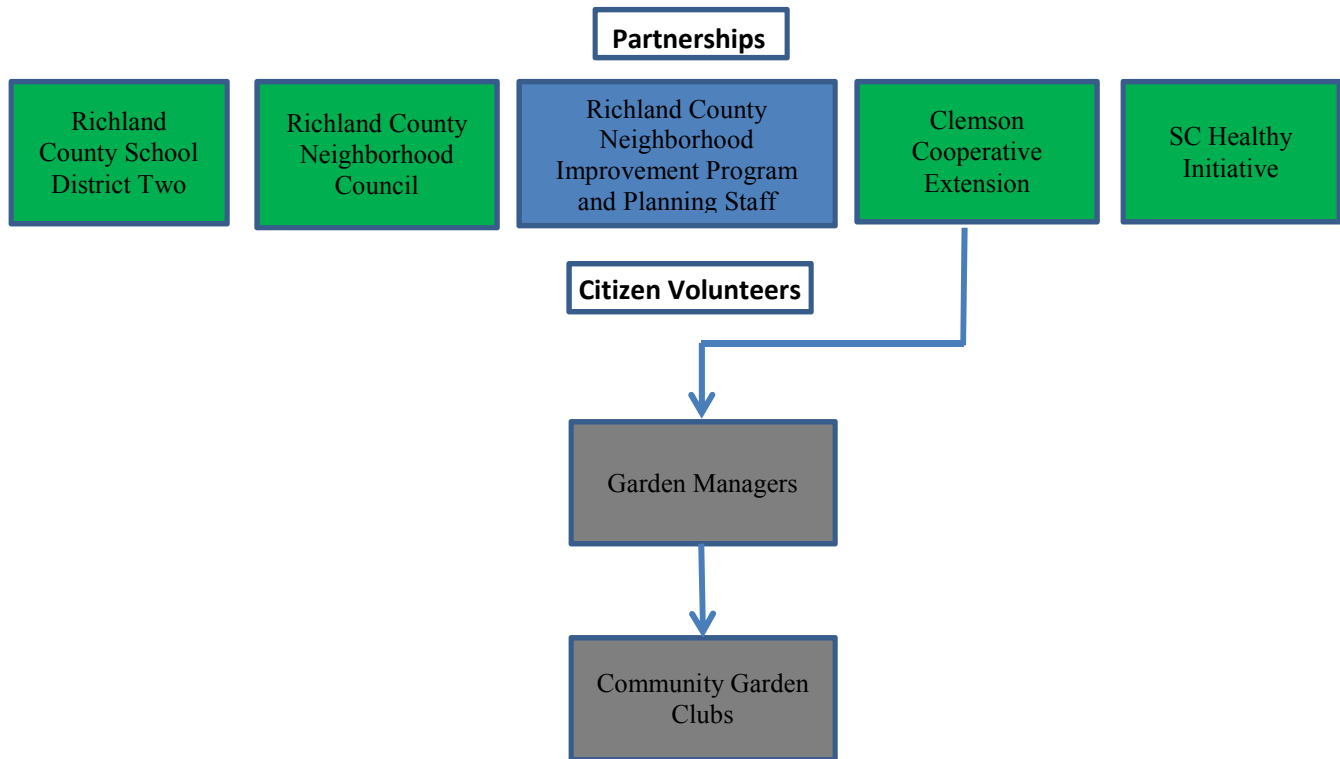 Partnerships
Richland
County School
District Two
Richland County
Neighborhood
Council
Richland County
Neighborhood
Improvement Program
and Planning Staff
Clemson
Cooperative
Extension
SC Healthy
Initiative
Citizen Volunteers
Garden Managers
Community Garden
Clubs